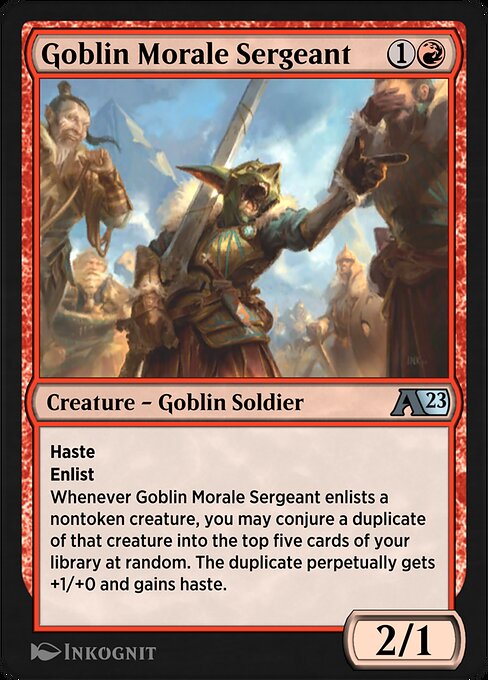 Goblin Morale Sergeant 1
Creature – Goblin Soldier
A23
Haste
Enlist
Whenever Goblin Morale Sergeant enlists a
nontoken creature, you may conjure a duplicate
of that creature into the top five cards of your
library at random. The duplicate perpetually gets
+1/+0 and gains haste.
2/1
INKOGNIT